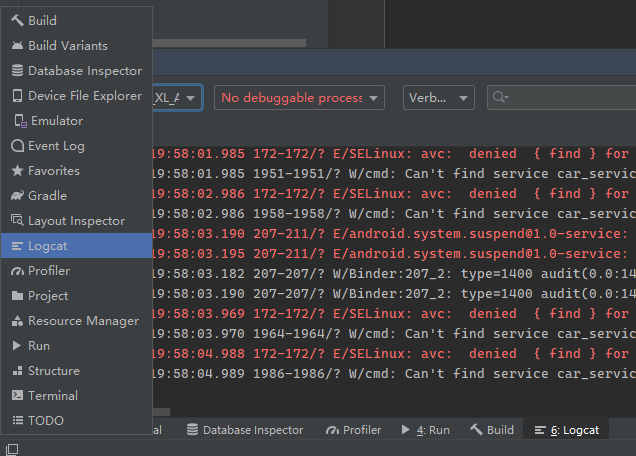 Build
Build Variants
Database Inspector
Device File Explorer
Emulator
Event Log
Favorites
Gradle
Layout Inspector
Logcat
Profiler
Project
Resource Manager
Run
Structure
Terminal
TODO
_XL_A
No debuggable process
Verb...
19:58:01.985 172-172/? E/SELinux: avc:  denied  { find } for
19:58:01.985 1951-1951/? W/cmd: Can't find service car_servic
19:58:02.986 172-172/? E/SELinux: avc:  denied  { find } for
19:58:02.986 1958-1958/? W/cmd: Can't find service car_servic
19:58:03.190 207-211/? E/android.system.suspend@1.0-service:
19:58:03.195 207-211/? E/android.system.suspend@1.0-service:
19:58:03.182 207-207/? W/Binder:207_2: type=1400 audit(0.0:14
19:58:03.190 207-207/? W/Binder:207_2: type=1400 audit(0.0:14
19:58:03.969 172-172/? E/SELinux: avc:  denied  { find } for
19:58:03.970 1964-1964/? W/cmd: Can't find service car_servic
19:58:04.988 172-172/? E/SELinux: avc:  denied  { find } for
19:58:04.989 1986-1986/? W/cmd: Can't find service car_servic
al Database Inspector Profiler 4: Run Build 6: Logcat